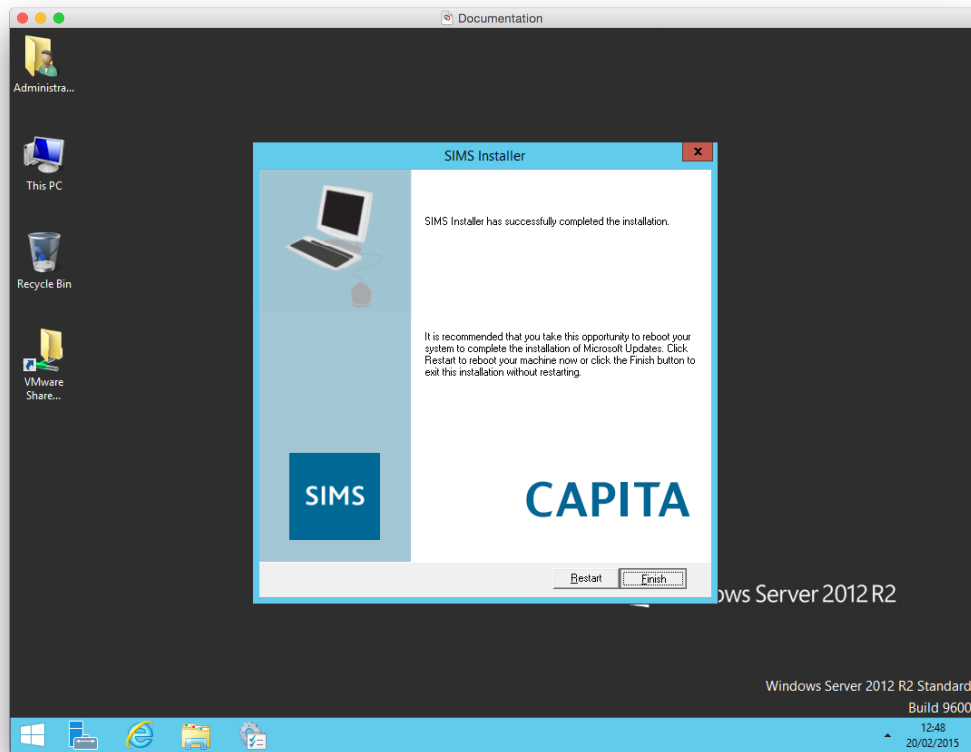 Documentation
Administra...
This PC
Recycle Bin
VMware
Share...
SIMS Installer
x
SIMS Installer has successfully completed the installation.
It is recommended that you take this opportunity to reboot your
system to complete the installation of Microsoft Updates. Click
Restart to reboot your machine now or click the Finish button to
exit this installation without restarting.
SIMS
CAPITA
Restart
Finish
ows Server 2012 R2
Windows Server 2012 R2 Standard
Build 9600
12:48
20/02/2015